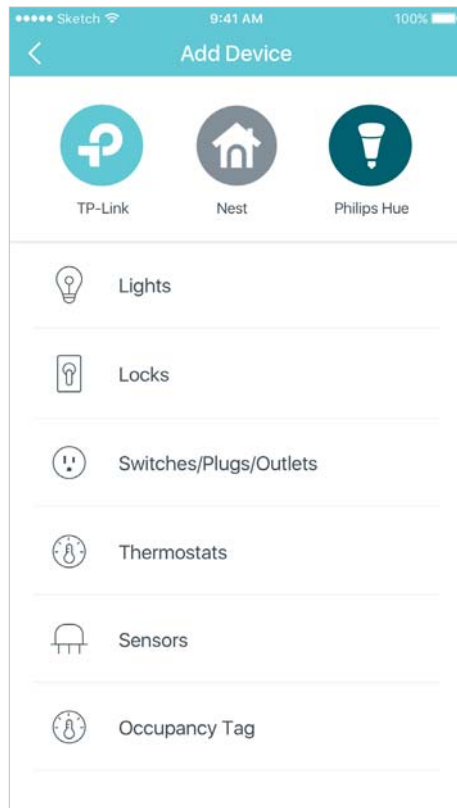 Sketch 9:41 AM 100%
Add Device
TP-Link Nest Philips Hue
Lights
Locks
Switches/Plugs/Outlets
Thermostats
Sensors
Occupancy Tag